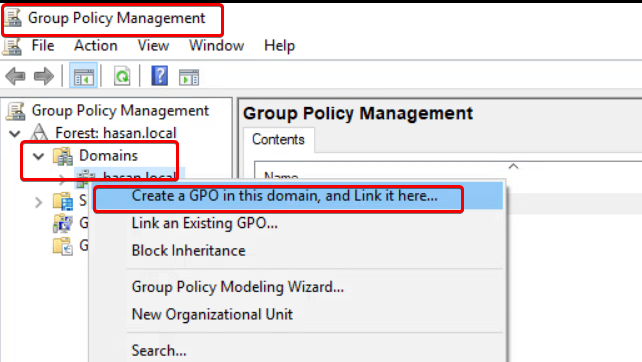 Group Policy Management
File Action View Window Help
Group Policy Management
Forest: hasan.local
Domains
hasan.local
S
G
G
Group Policy Management
Contents
Name
Create a GPO in this domain, and Link it here...
Link an Existing GPO...
Block Inheritance
Group Policy Modeling Wizard...
New Organizational Unit
Search...